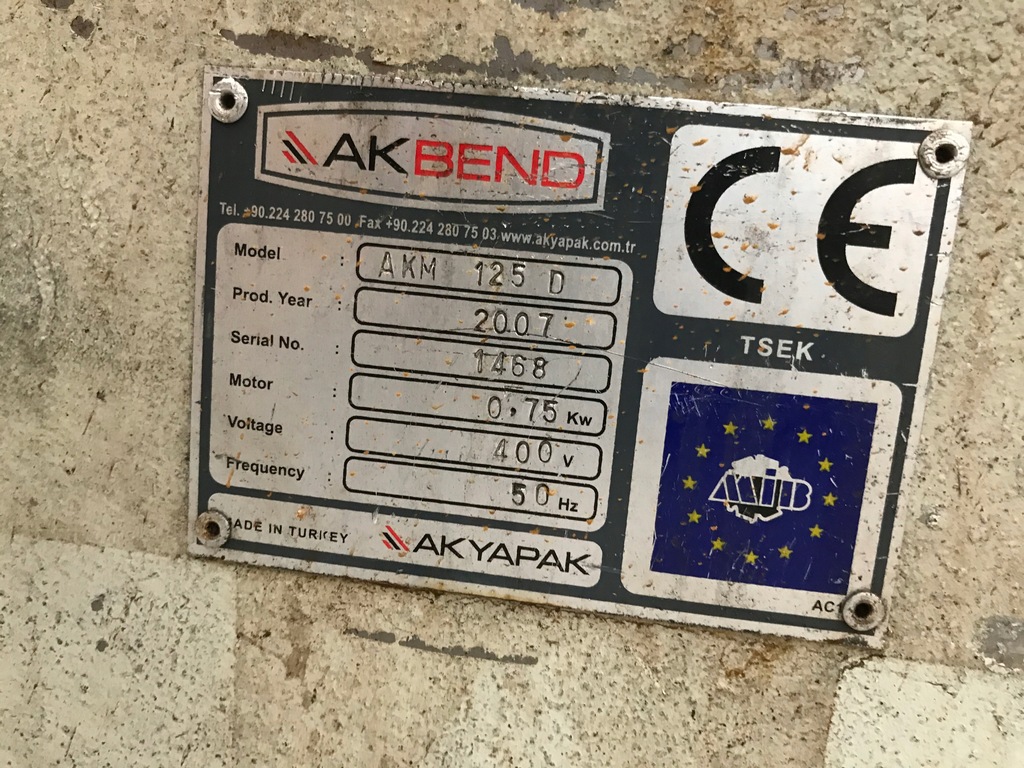 AKBEND
Tel. +90.224 280 75 00 Fax +90.224 280 75 03 www.akyapak.com.tr
Model : AKM 125 D
Prod. Year : 2007
Serial No. : 1468
Motor : 0.75 Kw
Voltage : 400 V
Frequency : 50 Hz
MADE IN TURKEY
AKYAPAK
CE
TSEK
AMIB